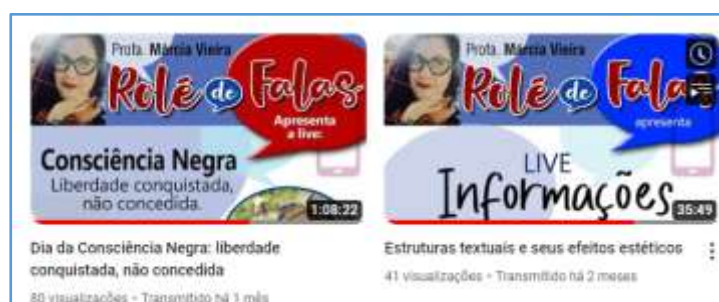 Profa. Márcia Vieira
Rolé de Falas
Apresenta
a live:
Consciência Negra
Liberdade conquistada,
não concedida.
1:08:22
Dia da Consciência Negra: liberdade
conquistada, não concedida
80 visualizações • Transmitido há 1 mês
Profa. Márcia Vieira
Rolé de Falas
apresenta
LIVE
Informações
35:49
Estruturas textuais e seus efeitos estéticos
41 visualizações • Transmitido há 2 meses